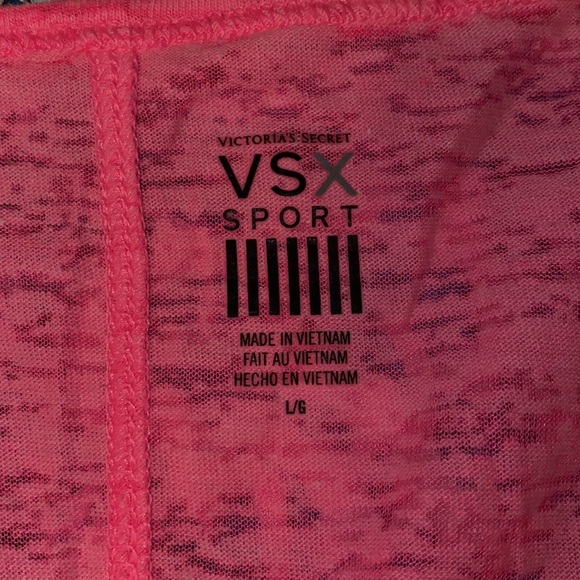 VICTORIA'S SECRET
VSX
SPORT
MADE IN VIETNAM
FAIT AU VIETNAM
HECHO EN VIETNAM
L/G